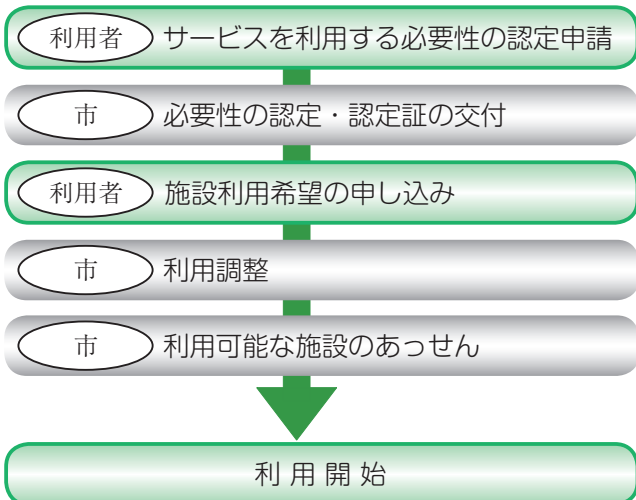 利用者 サービスを利用する必要性の認定申請
市 必要性の認定・認定証の交付
利用者 施設利用希望の申し込み
市 利用調整
市 利用可能な施設のあっせん
利用開始